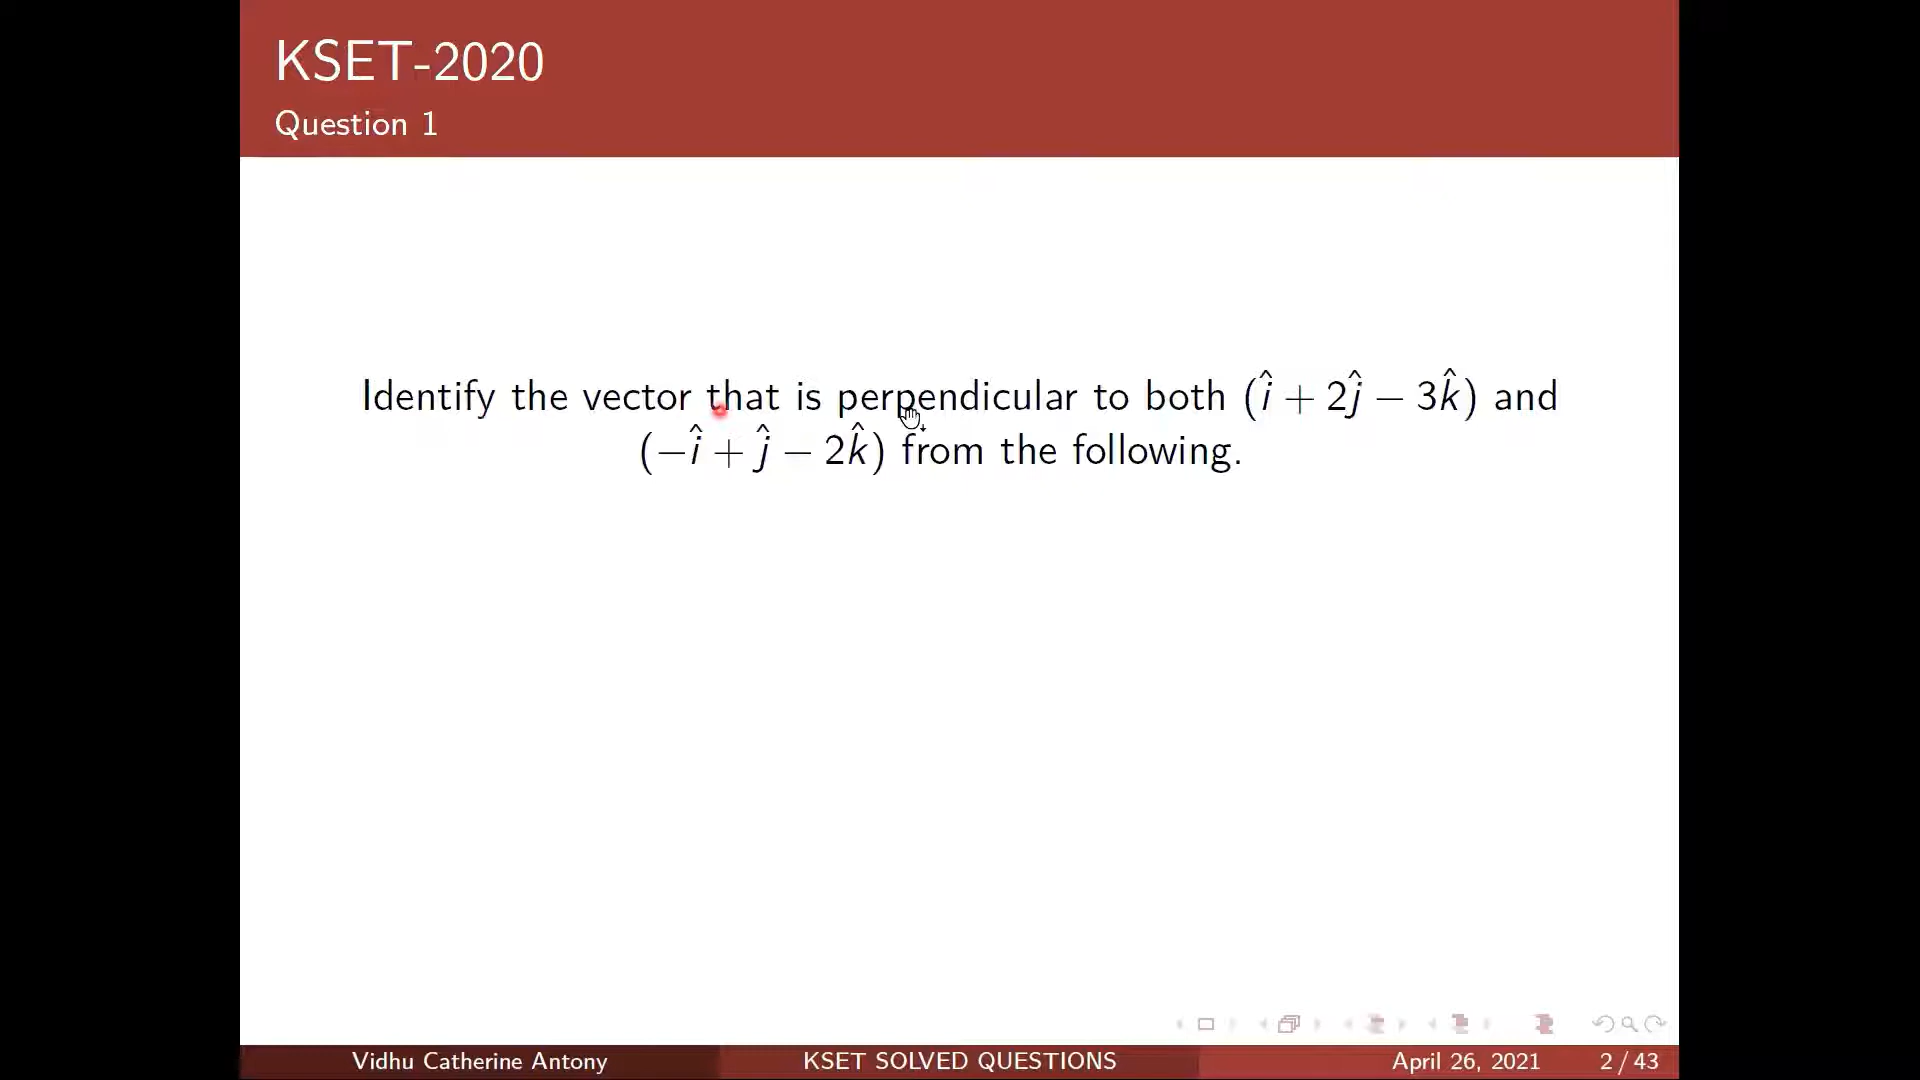 KSET-2020
Question 1
Identify the vector that is perpendicular to both (î + 2ĵ − 3k̂) and
(−î + ĵ − 2k̂) from the following.
Vidhu Catherine Antony KSET SOLVED QUESTIONS April 26, 2021 2 / 43